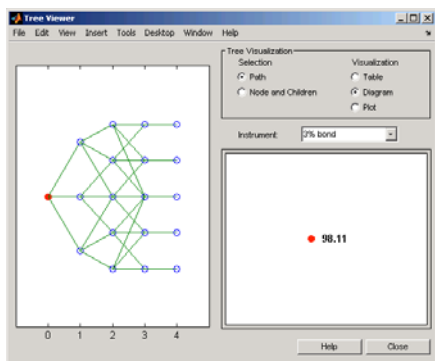 Tree Viewer
File Edit View Insert Tools Desktop Window Help
Tree Visualization
Selection Visualization
Path Table
Node and Children Diagram
Plot
Instrument: 3% bond
98.11
0 1 2 3 4
Help Close